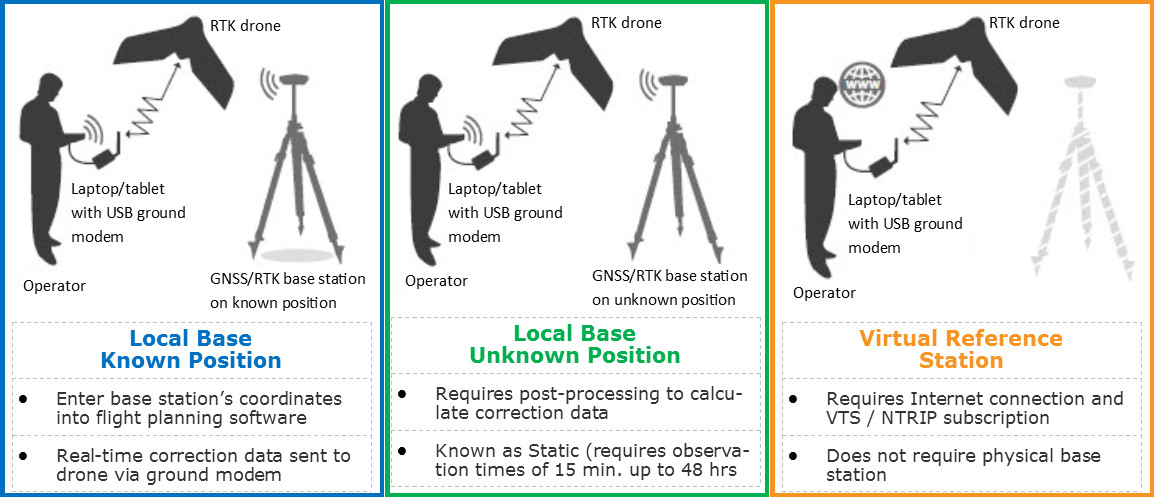 RTK drone
Laptop/tablet
with USB ground
modem
Operator
GNSS/RTK base station
on known position
Local Base
Known Position
● Enter base station’s coordinates
into flight planning software
● Real-time correction data sent to
drone via ground modem
RTK drone
Laptop/tablet
with USB ground
modem
Operator
GNSS/RTK base station
on unknown position
Local Base
Unknown Position
● Requires post-processing to calcu-
late correction data
● Known as Static (requires observa-
tion times of 15 min. up to 48 hrs
RTK drone
WWW
Laptop/tablet
with USB ground
modem
Operator
Virtual Reference
Station
● Requires Internet connection and
VTS / NTRIP subscription
● Does not require physical base
station